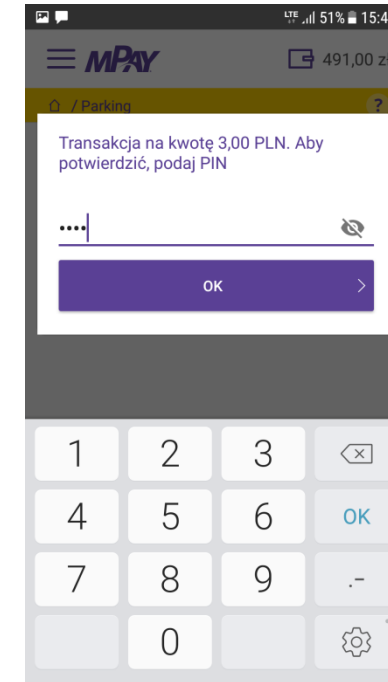 LTE 51% 15:4
mPAY 491,00 z
/ Parking ?
Transakcja na kwotę 3,00 PLN. Aby
potwierdzić, podaj PIN
••••
OK
1 2 3
4 5 6 OK
7 8 9 .-
0